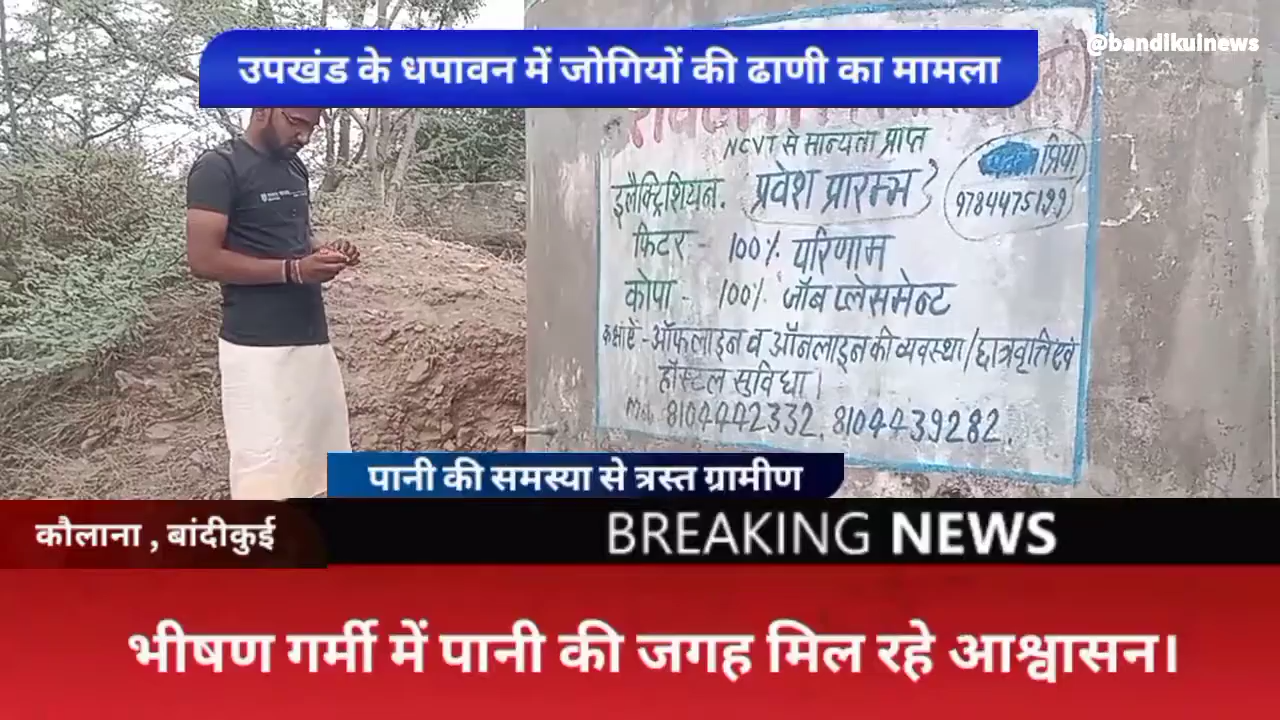 @bandikuinews
उपखंड के धपावन में जोगियों की ढाणी का मामला
NCVT से मान्यता प्राप्त
प्रिया
9784475199
इलैक्ट्रिशियन. प्रवेश प्रारम्भ
फिटर - 100% परिणाम
कोपा - 100% जॉब प्लेसमेन्ट
कक्षाएं - ऑफलाइन व ऑनलाइन की व्यवस्था / छात्रवृति एवं
हॉस्टल सुविधा।
Mob. 8104442332, 8104439282.
पानी की समस्या से त्रस्त ग्रामीण
कौलाना , बांदीकुई
BREAKING NEWS
भीषण गर्मी में पानी की जगह मिल रहे आश्वासन।